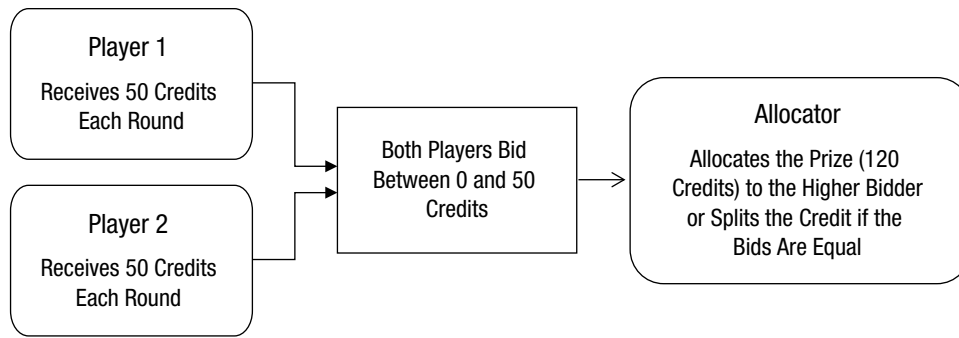 Player 1
Receives 50 Credits
Each Round
Player 2
Receives 50 Credits
Each Round
Both Players Bid
Between 0 and 50
Credits
Allocator
Allocates the Prize (120
Credits) to the Higher Bidder
or Splits the Credit if the
Bids Are Equal